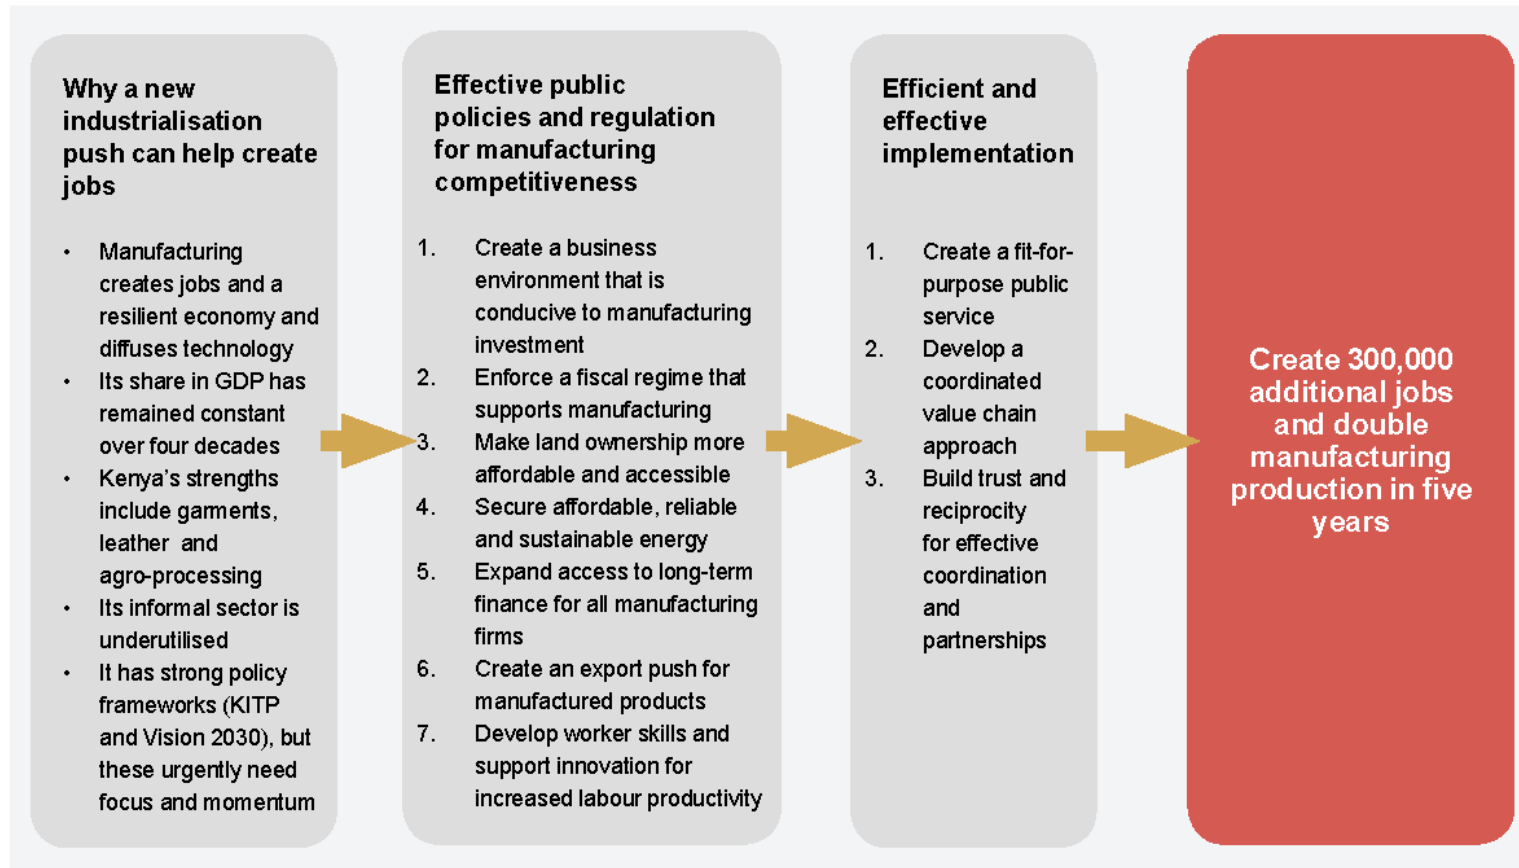 Why a new
industrialisation
push can help create
jobs
• Manufacturing
creates jobs and a
resilient economy and
diffuses technology
• Its share in GDP has
remained constant
over four decades
• Kenya’s strengths
include garments,
leather and
agro-processing
• Its informal sector is
underutilised
• It has strong policy
frameworks (KITP
and Vision 2030), but
these urgently need
focus and momentum
Effective public
policies and regulation
for manufacturing
competitiveness
1. Create a business
environment that is
conducive to manufacturing
investment
2. Enforce a fiscal regime that
supports manufacturing
3. Make land ownership more
affordable and accessible
4. Secure affordable, reliable
and sustainable energy
5. Expand access to long-term
finance for all manufacturing
firms
6. Create an export push for
manufactured products
7. Develop worker skills and
support innovation for
increased labour productivity
Efficient and
effective
implementation
1. Create a fit-for-
purpose public
service
2. Develop a
coordinated
value chain
approach
3. Build trust and
reciprocity
for effective
coordination
and
partnerships
Create 300,000
additional jobs
and double
manufacturing
production in five
years